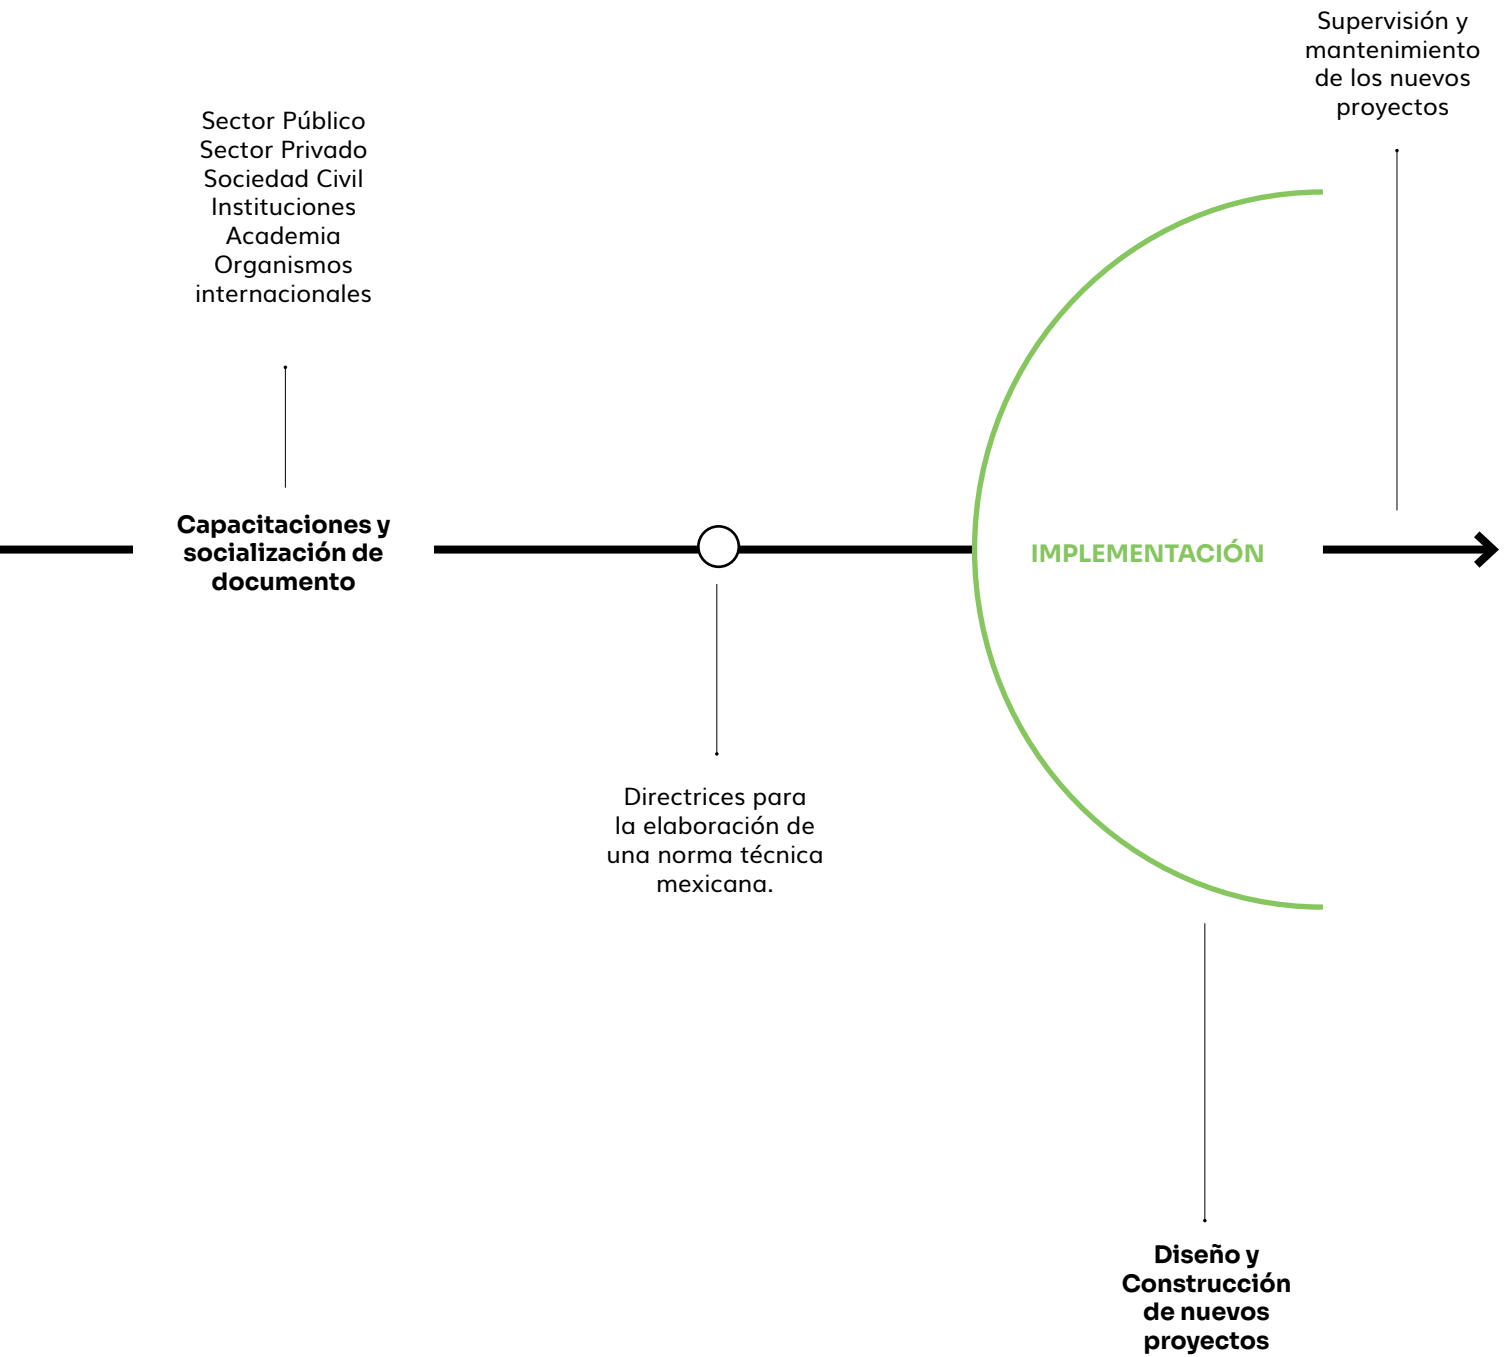 Supervisión y
mantenimiento
de los nuevos
proyectos
Sector Público
Sector Privado
Sociedad Civil
Instituciones
Academia
Organismos
internacionales
Capacitaciones y
socialización de
documento
IMPLEMENTACIÓN
Directrices para
la elaboración de
una norma técnica
mexicana.
Diseño y
Construcción
de nuevos
proyectos